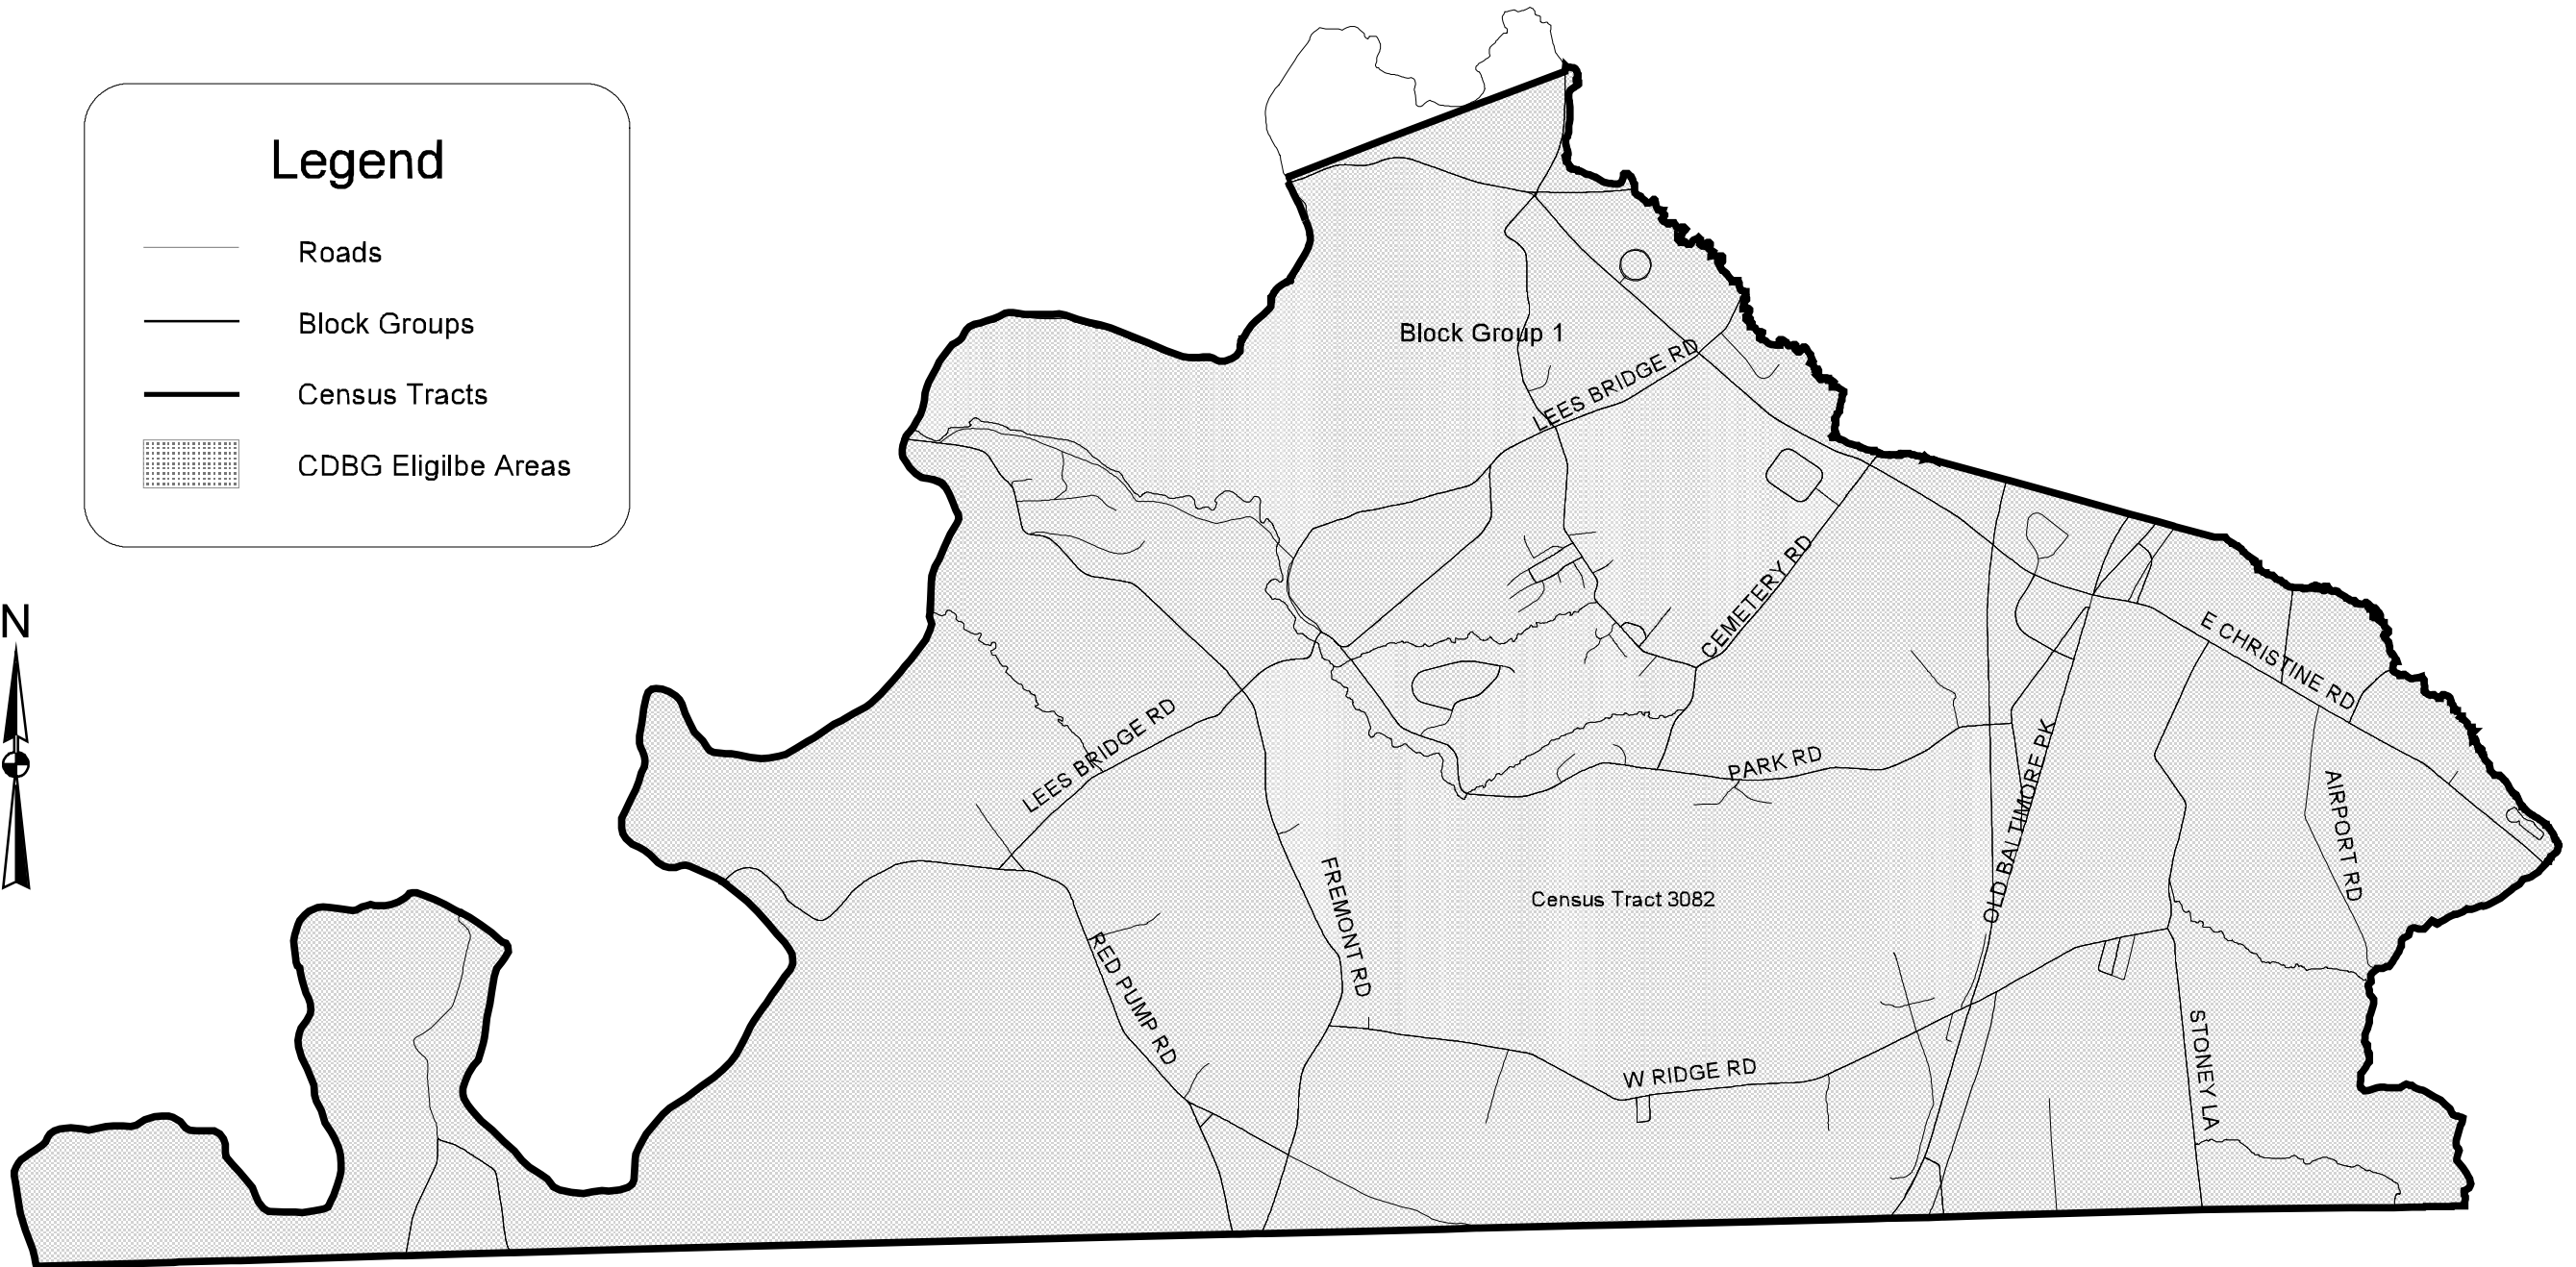 Legend
Roads
Block Groups
Census Tracts
CDBG Eligilbe Areas
N
Block Group 1
LEES BRIDGE RD
CEMETERY RD
E CHRISTINE RD
LEES BRIDGE RD
PARK RD
OLD BALTIMORE PK
AIRPORT RD
FREMONT RD
Census Tract 3082
RED PUMP RD
STONEY LA
W RIDGE RD